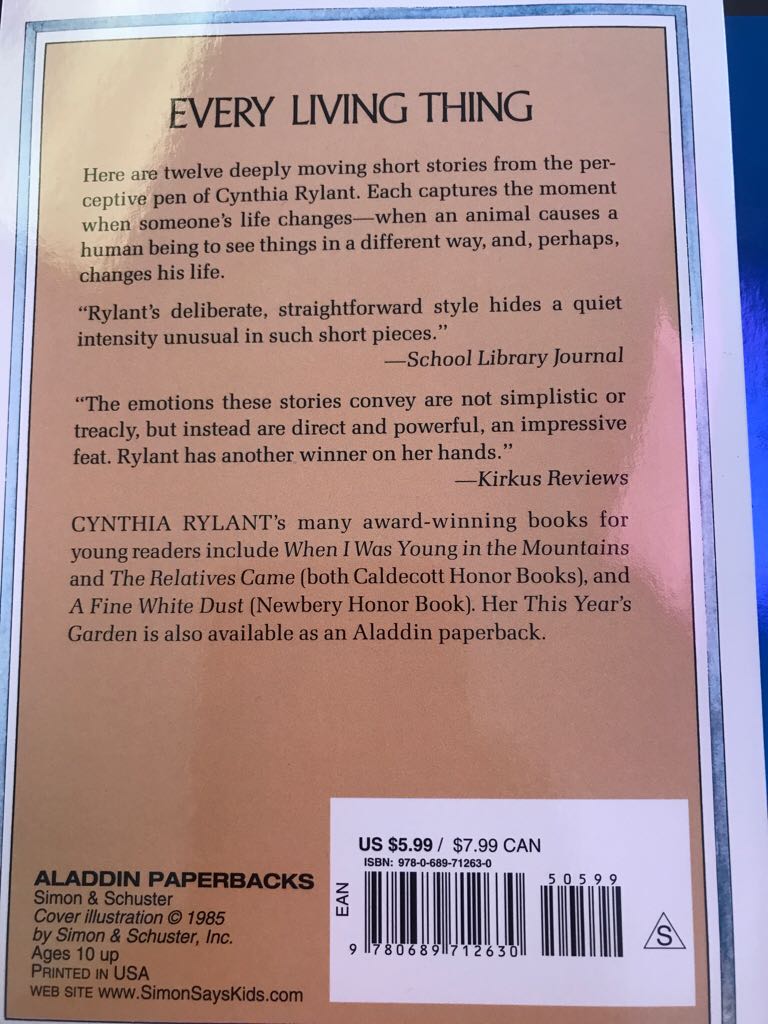 EVERY LIVING THING
Here are twelve deeply moving short stories from the per-
ceptive pen of Cynthia Rylant. Each captures the moment
when someone's life changes—when an animal causes a
human being to see things in a different way, and, perhaps,
changes his life.
"Rylant's deliberate, straightforward style hides a quiet
intensity unusual in such short pieces."
—School Library Journal
"The emotions these stories convey are not simplistic or
treacly, but instead are direct and powerful, an impressive
feat. Rylant has another winner on her hands."
—Kirkus Reviews
CYNTHIA RYLANT's many award-winning books for
young readers include When I Was Young in the Mountains
and The Relatives Came (both Caldecott Honor Books), and
A Fine White Dust (Newbery Honor Book). Her This Year's
Garden is also available as an Aladdin paperback.
ALADDIN PAPERBACKS
Simon & Schuster
Cover illustration © 1985
by Simon & Schuster, Inc.
Ages 10 up
PRINTED IN USA
WEB SITE www.SimonSaysKids.com
US $5.99 / $7.99 CAN
ISBN: 978-0-689-71263-0
50599
EAN
9 780689 712630
S